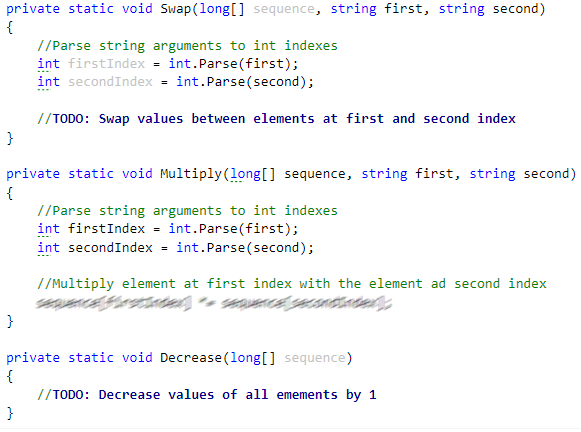 private static void Swap(long[] sequence, string first, string second)
{
//Parse string arguments to int indexes
int firstIndex = int.Parse(first);
int secondIndex = int.Parse(second);
//TODO: Swap values between elements at first and second index
}
private static void Multiply(long[] sequence, string first, string second)
{
//Parse string arguments to int indexes
int firstIndex = int.Parse(first);
int secondIndex = int.Parse(second);
//Multiply element at first index with the element ad second index
}
private static void Decrease(long[] sequence)
{
//TODO: Decrease values of all emements by 1
}